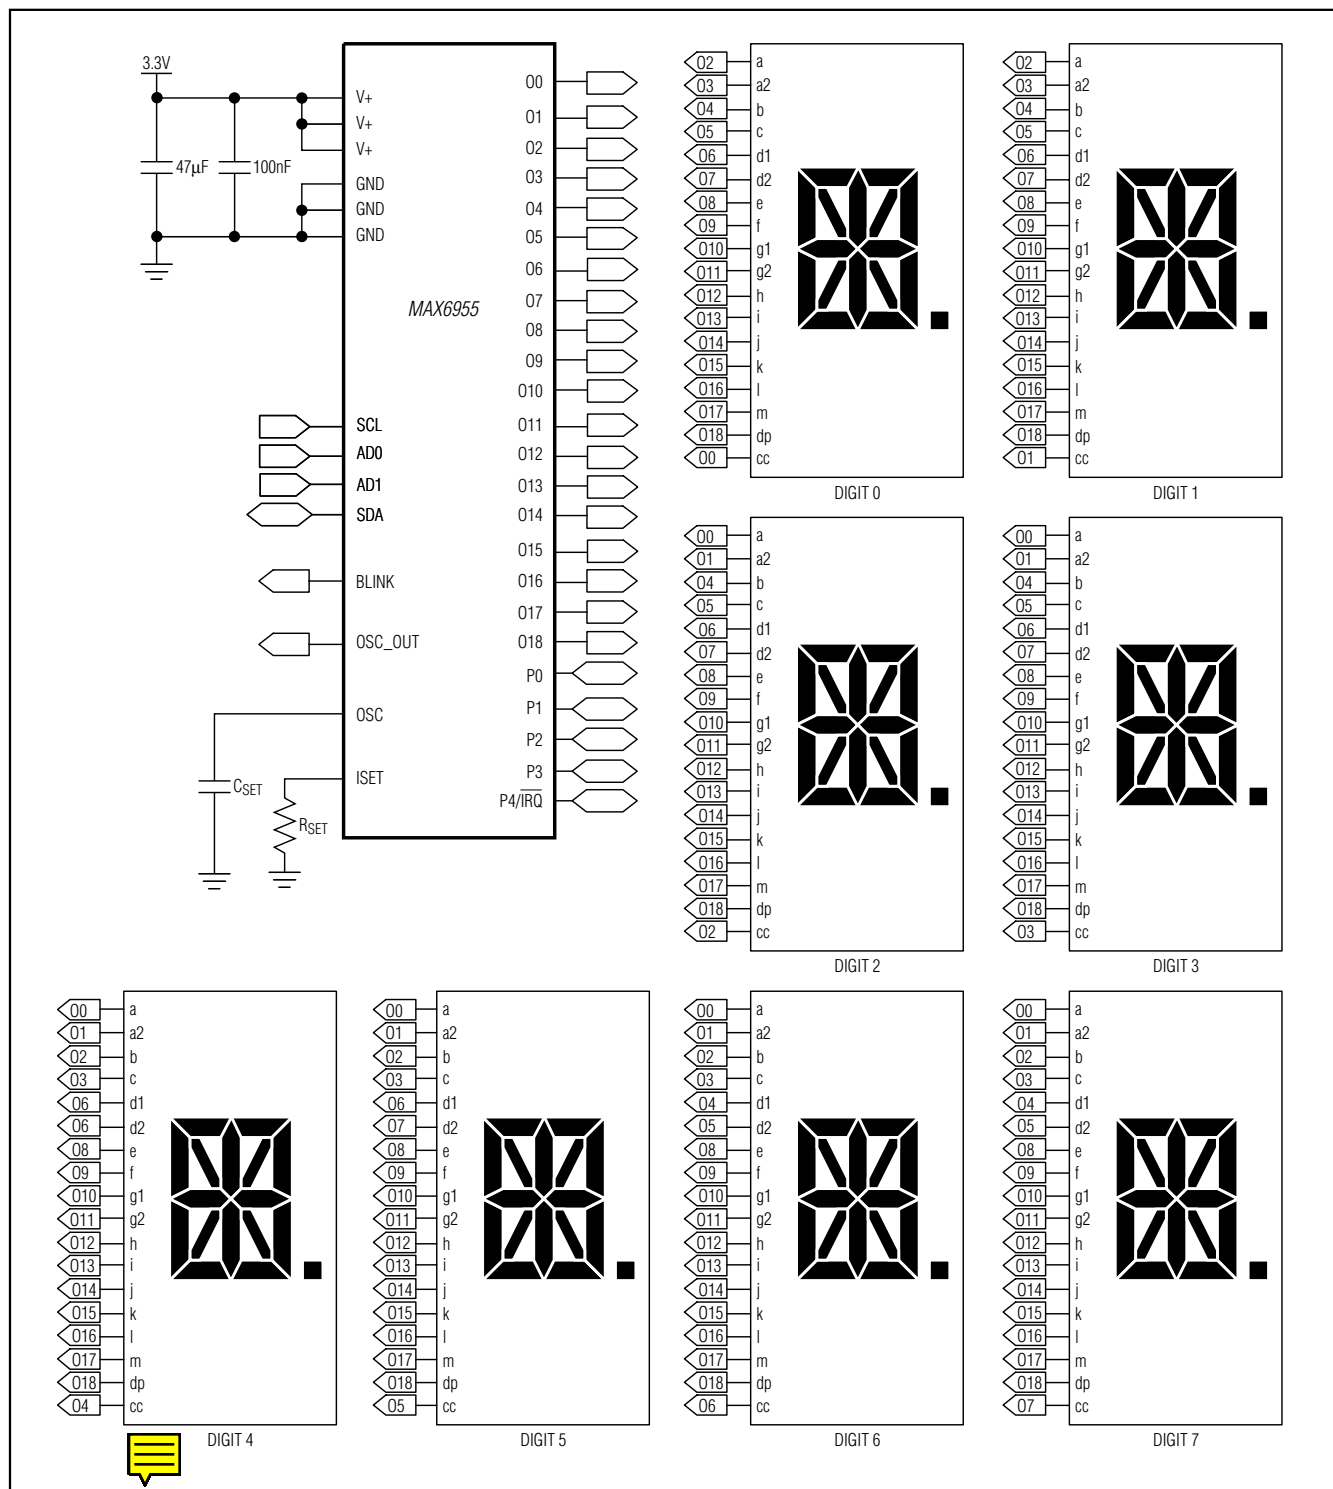 3.3V
47μF
100nF
V+
V+
V+
GND
GND
GND
MAX6955
SCL
AD0
AD1
SDA
BLINK
OSC_OUT
OSC
ISET
CSET
RSET
O0
O1
O2
O3
O4
O5
O6
O7
O8
O9
O10
O11
O12
O13
O14
O15
O16
O17
O18
P0
P1
P2
P3
P4/IRQ
O2 a
O3 a2
O4 b
O5 c
O6 d1
O7 d2
O8 e
O9 f
O10 g1
O11 g2
O12 h
O13 i
O14 j
O15 k
O16 l
O17 m
O18 dp
O0 cc
DIGIT 0
O2 a
O3 a2
O4 b
O5 c
O6 d1
O7 d2
O8 e
O9 f
O10 g1
O11 g2
O12 h
O13 i
O14 j
O15 k
O16 l
O17 m
O18 dp
O1 cc
DIGIT 1
O0 a
O1 a2
O4 b
O5 c
O6 d1
O7 d2
O8 e
O9 f
O10 g1
O11 g2
O12 h
O13 i
O14 j
O15 k
O16 l
O17 m
O18 dp
O2 cc
DIGIT 2
O0 a
O1 a2
O4 b
O5 c
O6 d1
O7 d2
O8 e
O9 f
O10 g1
O11 g2
O12 h
O13 i
O14 j
O15 k
O16 l
O17 m
O18 dp
O3 cc
DIGIT 3
O0 a
O1 a2
O2 b
O3 c
O6 d1
O6 d2
O8 e
O9 f
O10 g1
O11 g2
O12 h
O13 i
O14 j
O15 k
O16 l
O17 m
O18 dp
O4 cc
DIGIT 4
O0 a
O1 a2
O2 b
O3 c
O6 d1
O7 d2
O8 e
O9 f
O10 g1
O11 g2
O12 h
O13 i
O14 j
O15 k
O16 l
O17 m
O18 dp
O5 cc
DIGIT 5
O0 a
O1 a2
O2 b
O3 c
O4 d1
O5 d2
O8 e
O9 f
O10 g1
O11 g2
O12 h
O13 i
O14 j
O15 k
O16 l
O17 m
O18 dp
O6 cc
DIGIT 6
O0 a
O1 a2
O2 b
O3 c
O4 d1
O5 d2
O8 e
O9 f
O10 g1
O11 g2
O12 h
O13 i
O14 j
O15 k
O16 l
O17 m
O18 dp
O7 cc
DIGIT 7